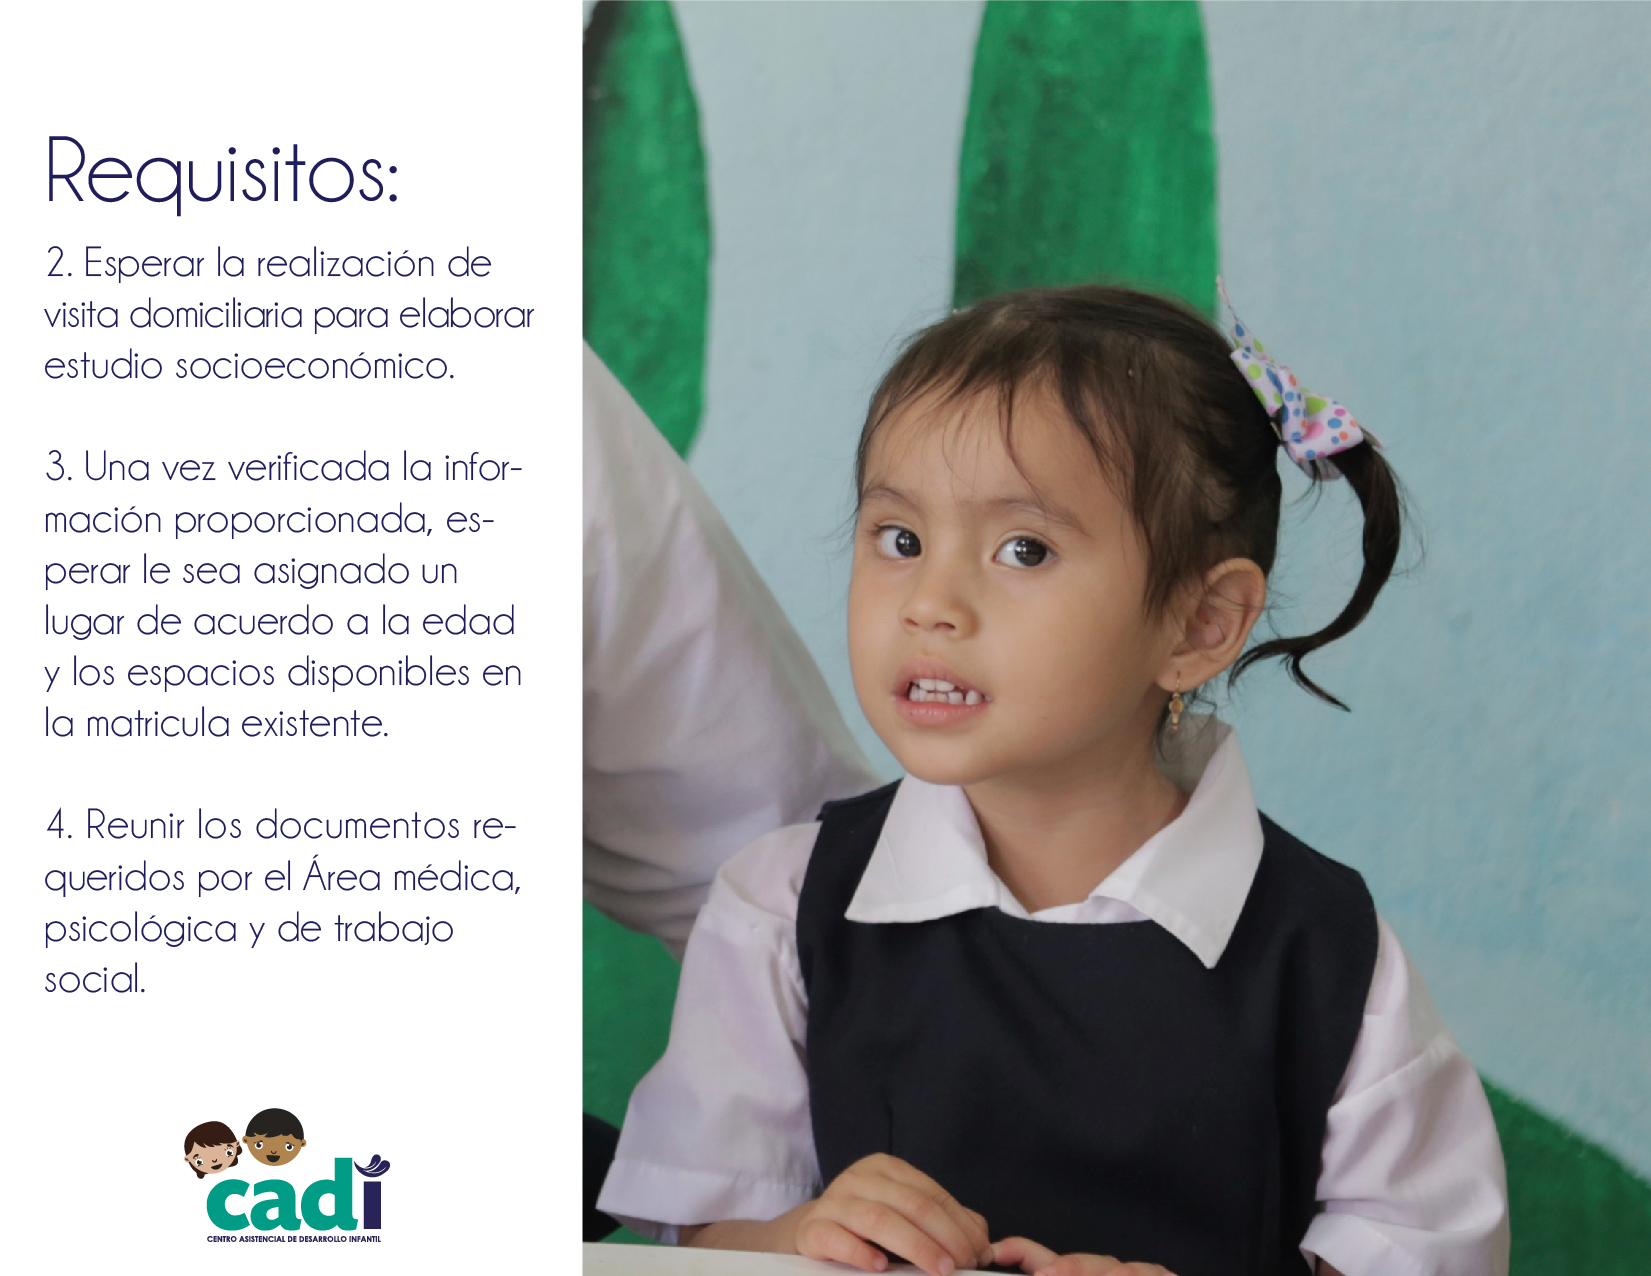 Requisitos:
2. Esperar la realización de
visita domiciliaria para elaborar
estudio socioeconómico.
3. Una vez verificada la infor-
mación proporcionada, es-
perar le sea asignado un
lugar de acuerdo a la edad
y los espacios disponibles en
la matricula existente.
4. Reunir los documentos re-
queridos por el Área médica,
psicológica y de trabajo
social.
cadi
CENTRO ASISTENCIAL DE DESARROLLO INFANTIL